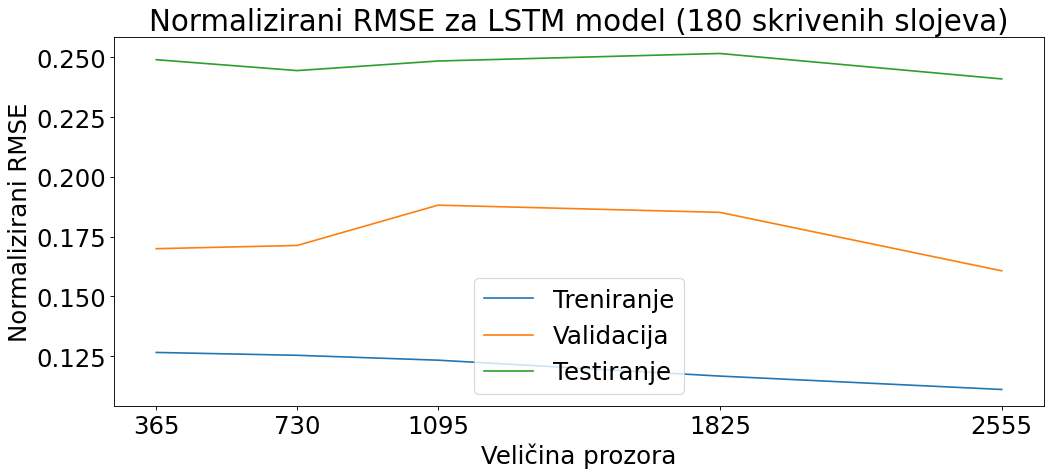 Normalizirani RMSE za LSTM model (180 skrivenih slojeva)
Normalizirani RMSE
0.250
0.225
0.200
0.175
0.150
0.125
Treniranje
Validacija
Testiranje
365 730 1095 1825 2555
Veličina prozora